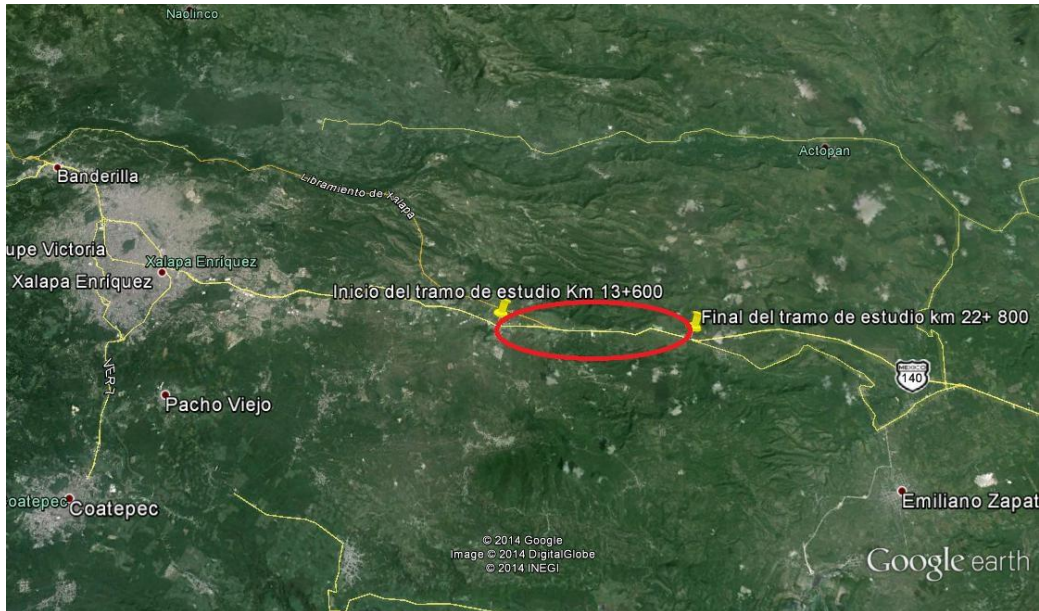 Naolinco
Banderilla
Libramiento de Xalapa
Actopan
upe Victoria
Xalapa Enríquez
Xalapa Enríquez
Inicio del tramo de estudio Km 13+600
Final del tramo de estudio km 22+ 800
VER-1
MEXICO
140
Pacho Viejo
oatepec
Coatepec
Emiliano Zapat
© 2014 Google
Image © 2014 DigitalGlobe
© 2014 INEGI
Google earth